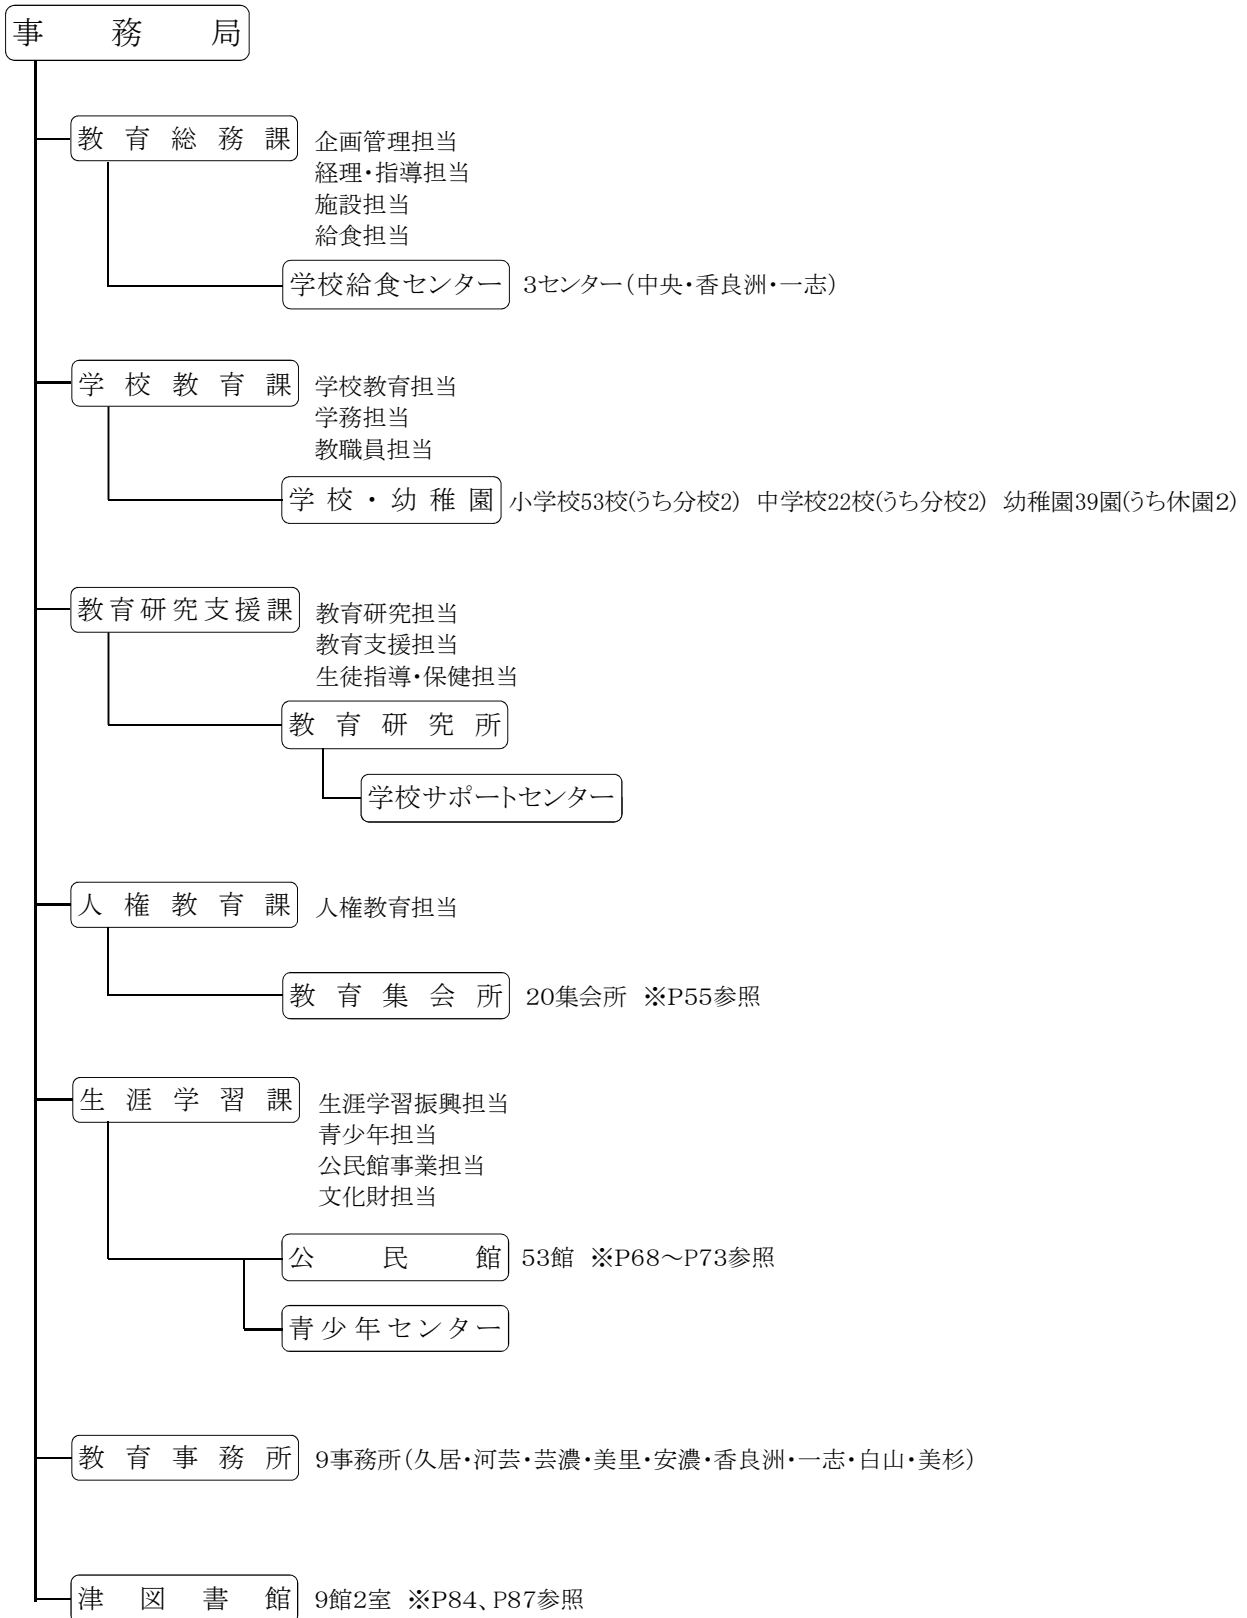 事務局
教育総務課 企画管理担当
経理・指導担当
施設担当
給食担当
学校給食センター 3センター（中央・香良洲・一志）
学校教育課 学校教育担当
学務担当
教職員担当
学校・幼稚園 小学校53校(うち分校2) 中学校22校(うち分校2) 幼稚園39園(うち休園2)
教育研究支援課 教育研究担当
教育支援担当
生徒指導・保健担当
教育研究所
学校サポートセンター
人権教育課 人権教育担当
教育集会所 20集会所 ※P55参照
生涯学習課 生涯学習振興担当
青少年担当
公民館事業担当
文化財担当
公民館 53館 ※P68～P73参照
青少年センター
教育事務所 9事務所（久居・河芸・芸濃・美里・安濃・香良洲・一志・白山・美杉）
津図書館 9館2室 ※P84、P87参照